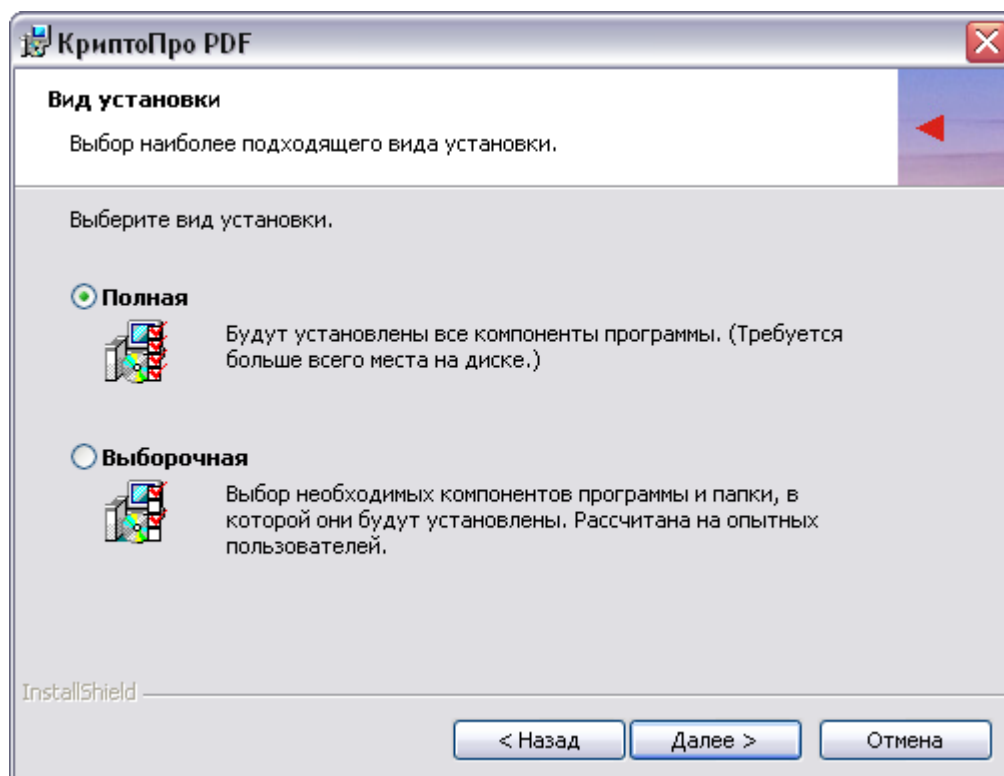 КриптоПро PDF
Вид установки
Выбор наиболее подходящего вида установки.
Выберите вид установки.
Полная
Будут установлены все компоненты программы. (Требуется
больше всего места на диске.)
Выборочная
Выбор необходимых компонентов программы и папки, в
которой они будут установлены. Рассчитана на опытных
пользователей.
InstallShield
< Назад
Далее >
Отмена